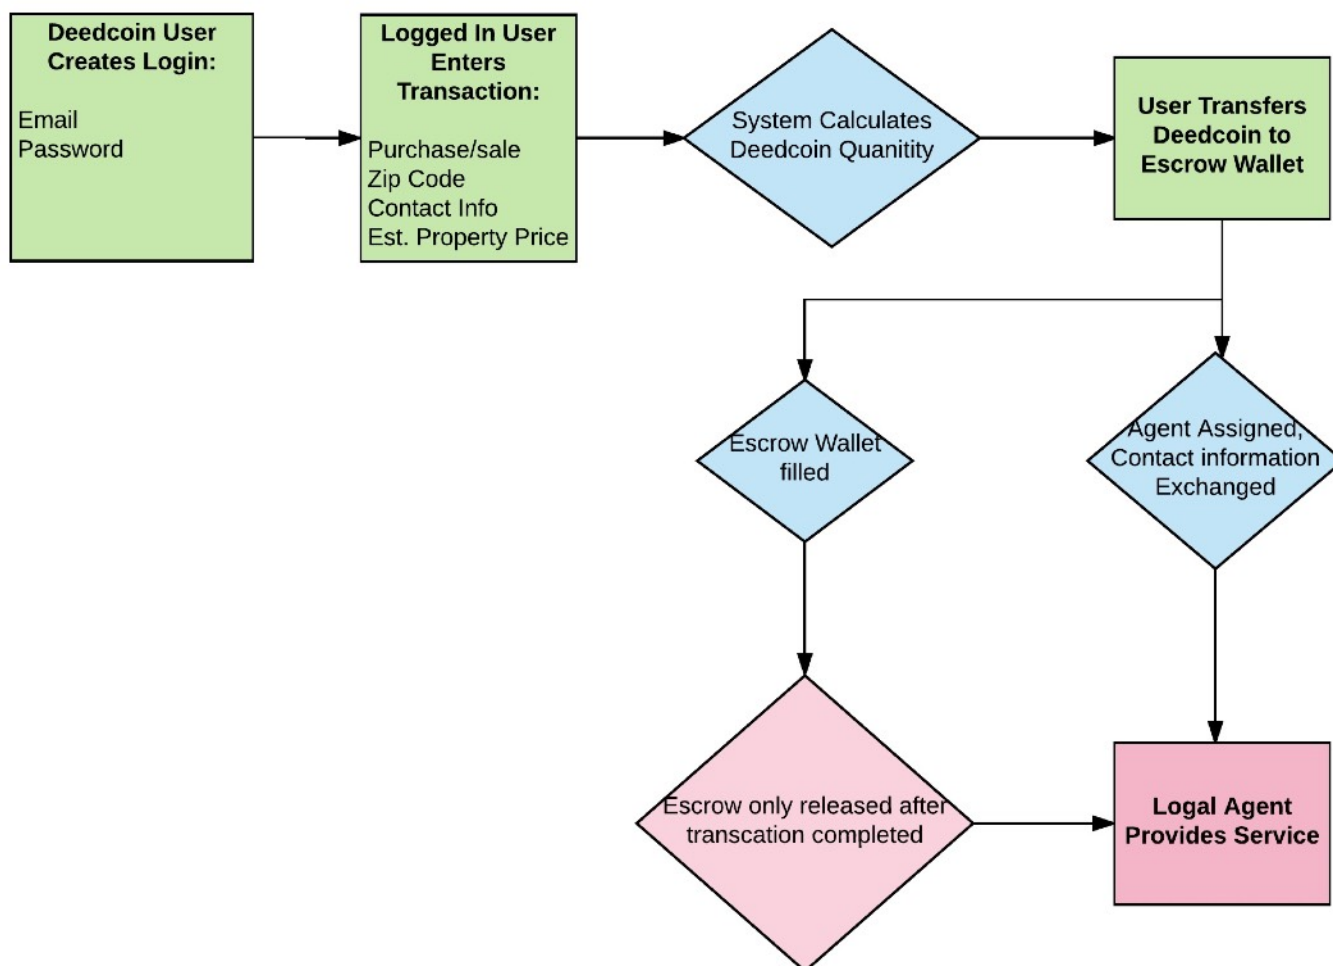 Deedcoin User
Creates Login:
Email
Password
Logged In User
Enters
Transaction:
Purchase/sale
Zip Code
Contact Info
Est. Property Price
System Calculates
Deedcoin Quanitity
User Transfers
Deedcoin to
Escrow Wallet
Escrow Wallet
filled
Agent Assigned,
Contact information
Exchanged
Escrow only released after
transcation completed
Logal Agent
Provides Service